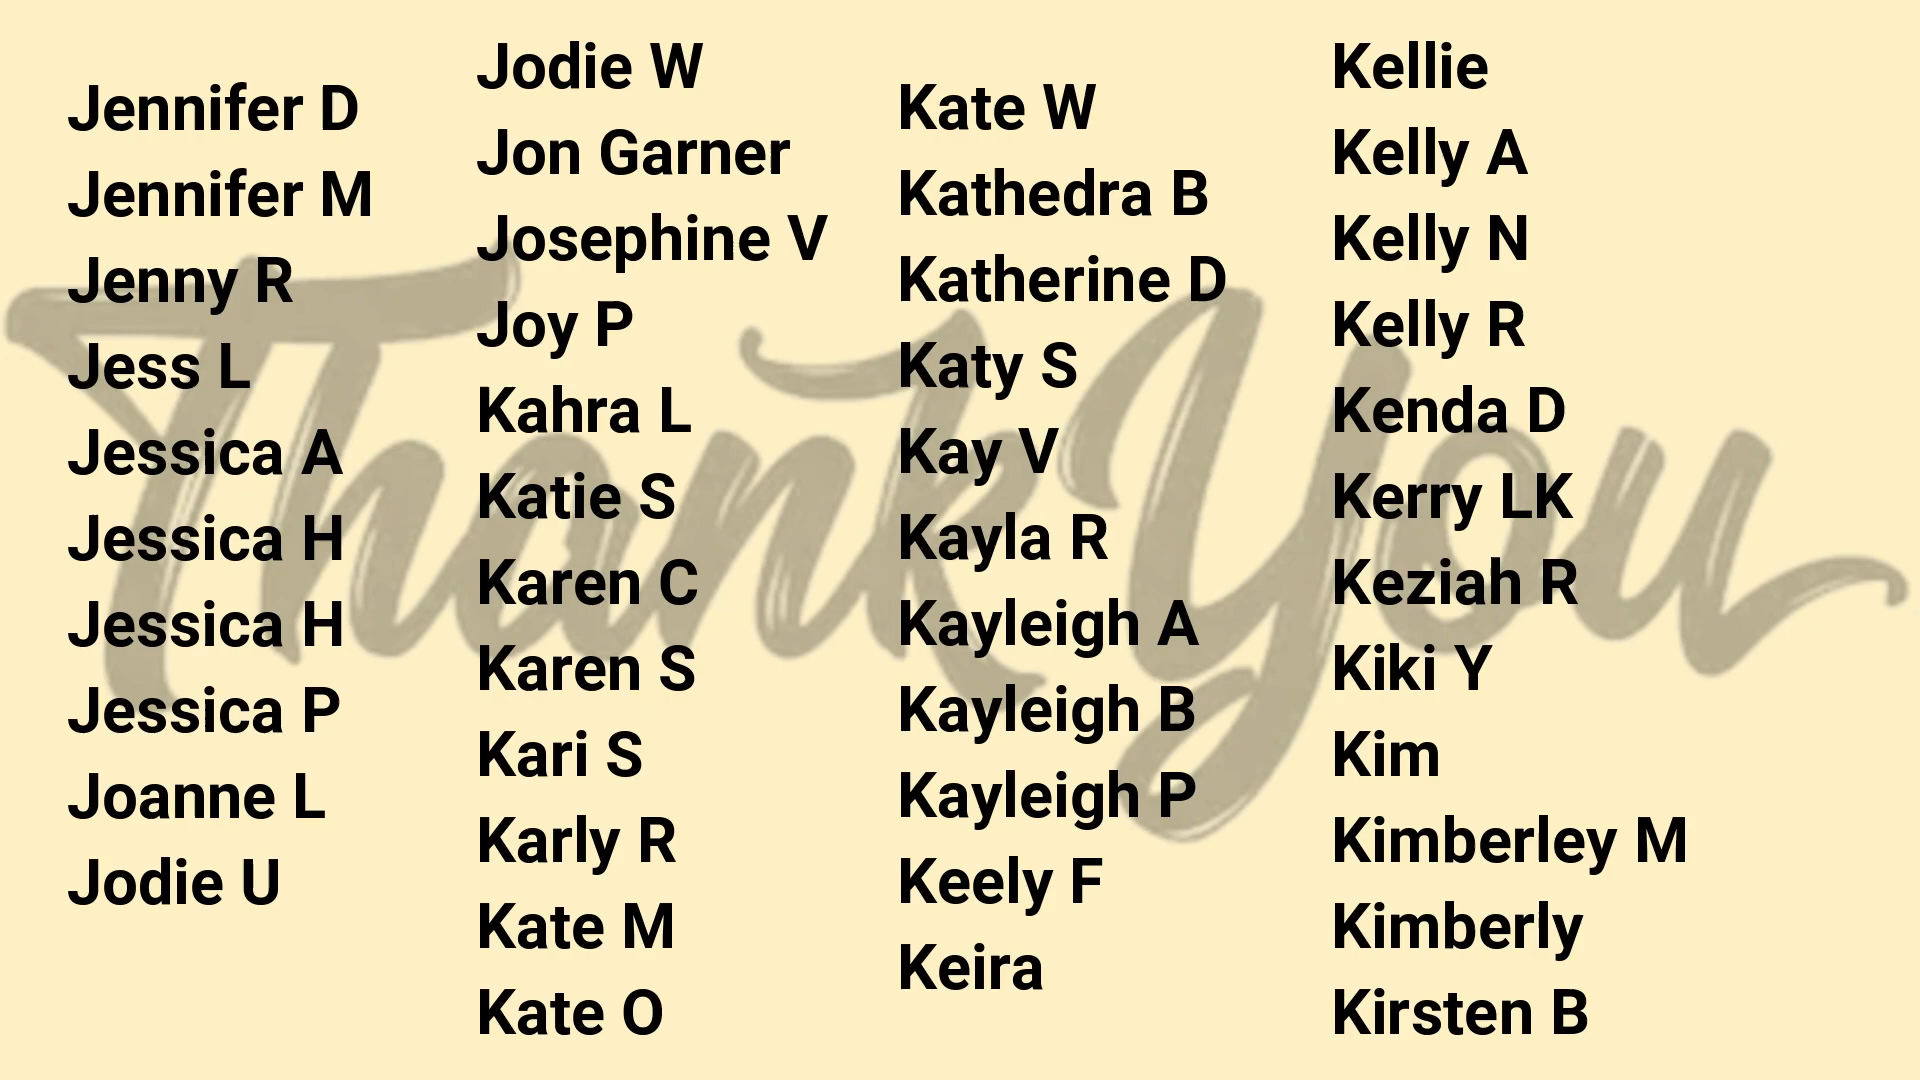 Jennifer D
Jennifer M
Jenny R
Jess L
Jessica A
Jessica H
Jessica H
Jessica P
Joanne L
Jodie U
Jodie W
Jon Garner
Josephine V
Joy P
Kahra L
Katie S
Karen C
Karen S
Kari S
Karly R
Kate M
Kate O
Kate W
Kathedra B
Katherine D
Katy S
Kay V
Kayla R
Kayleigh A
Kayleigh B
Kayleigh P
Keely F
Keira
Kellie
Kelly A
Kelly N
Kelly R
Kenda D
Kerry LK
Keziah R
Kiki Y
Kim
Kimberley M
Kimberly
Kirsten B
Thank You